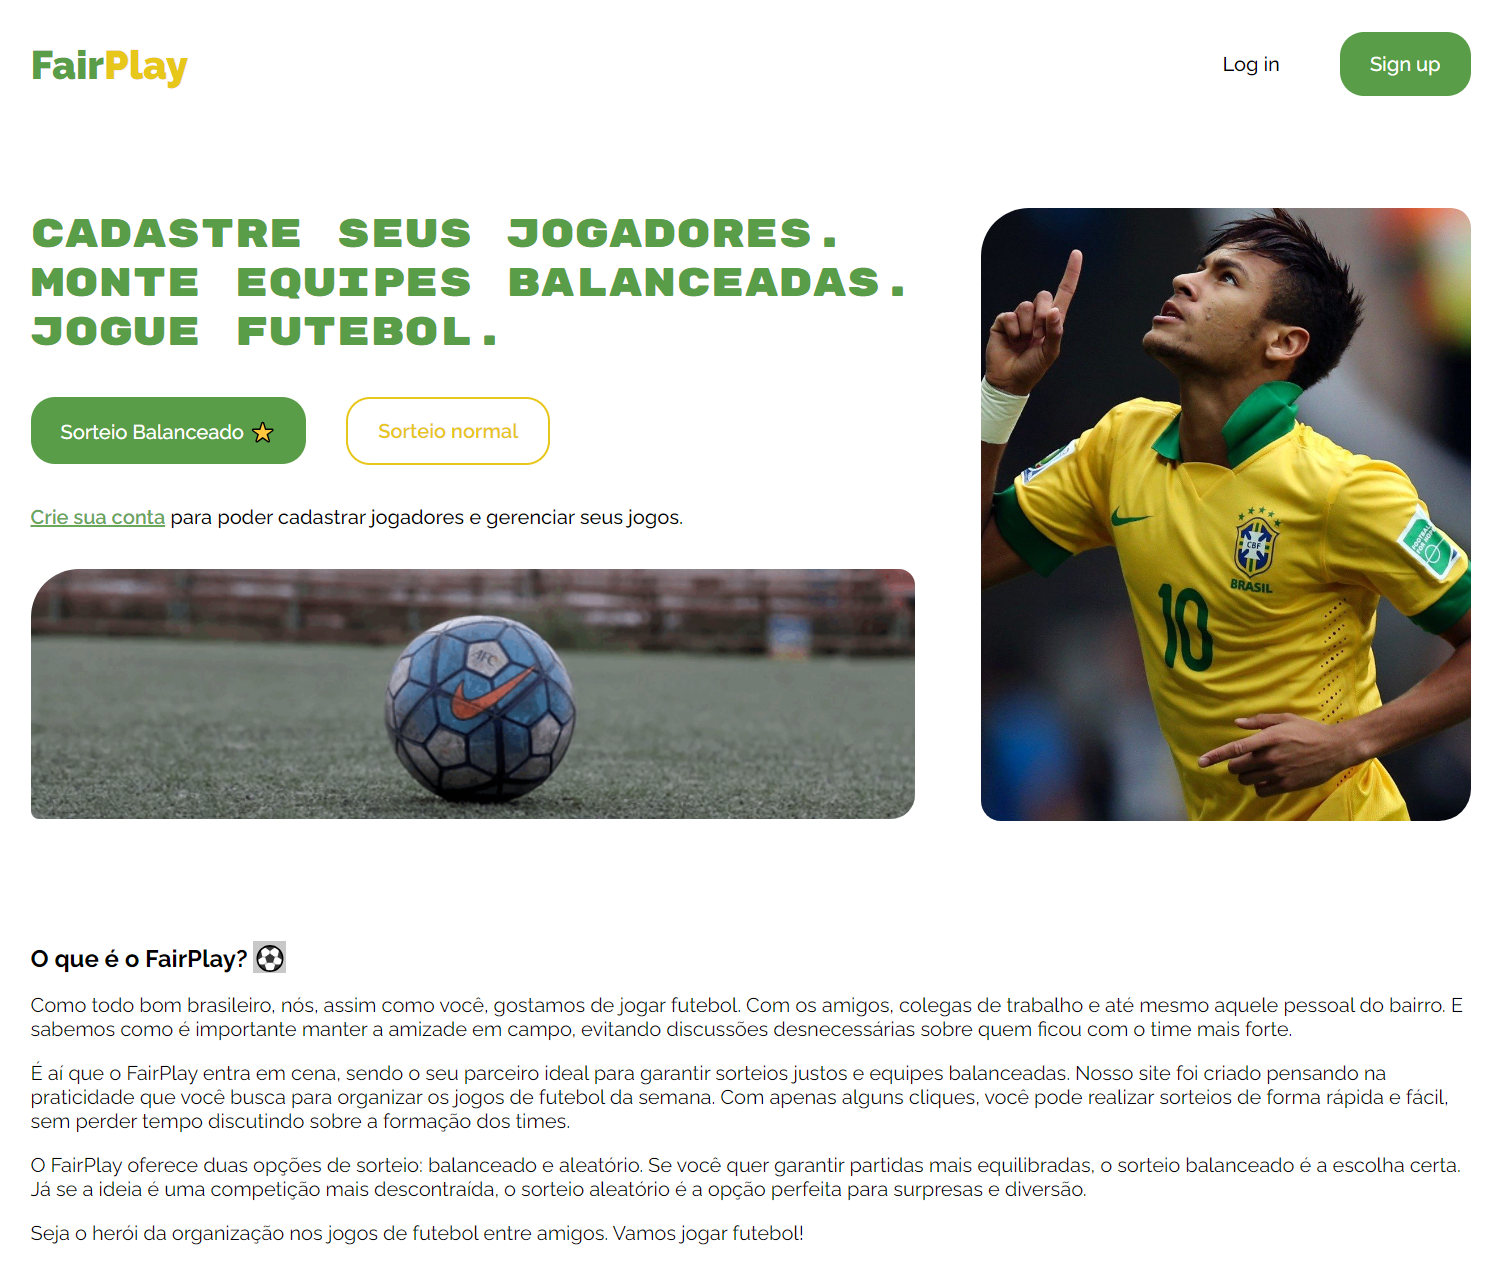 FairPlay
Log in
Sign up
CADASTRE SEUS JOGADORES.
MONTE EQUIPES BALANCEADAS.
JOGUE FUTEBOL.
Sorteio Balanceado ⭐
Sorteio normal
Crie sua conta para poder cadastrar jogadores e gerenciar seus jogos.
AFC
CBF
BRASIL
10
FOOTBALL
FOR HOPE
O que é o FairPlay? ⚽
Como todo bom brasileiro, nós, assim como você, gostamos de jogar futebol. Com os amigos, colegas de trabalho e até mesmo aquele pessoal do bairro. E
sabemos como é importante manter a amizade em campo, evitando discussões desnecessárias sobre quem ficou com o time mais forte.
É aí que o FairPlay entra em cena, sendo o seu parceiro ideal para garantir sorteios justos e equipes balanceadas. Nosso site foi criado pensando na
praticidade que você busca para organizar os jogos de futebol da semana. Com apenas alguns cliques, você pode realizar sorteios de forma rápida e fácil,
sem perder tempo discutindo sobre a formação dos times.
O FairPlay oferece duas opções de sorteio: balanceado e aleatório. Se você quer garantir partidas mais equilibradas, o sorteio balanceado é a escolha certa.
Já se a ideia é uma competição mais descontraída, o sorteio aleatório é a opção perfeita para surpresas e diversão.
Seja o herói da organização nos jogos de futebol entre amigos. Vamos jogar futebol!